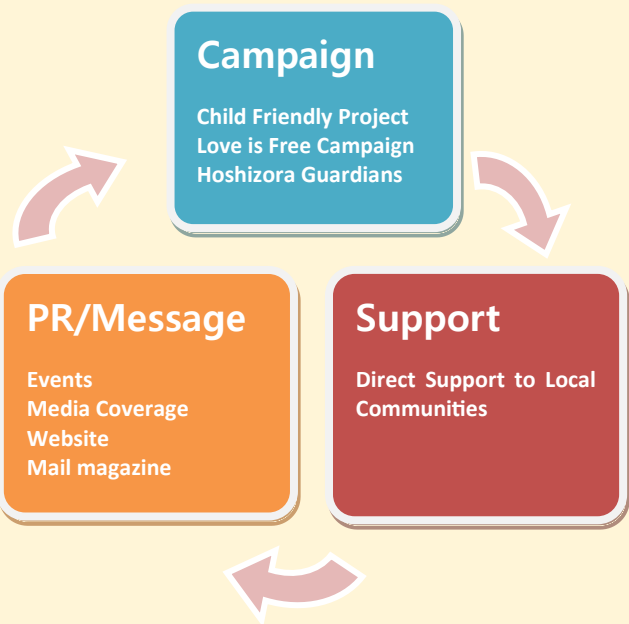 Campaign
Child Friendly Project
Love is Free Campaign
Hoshizora Guardians
PR/Message
Events
Media Coverage
Website
Mail magazine
Support
Direct Support to Local
Communities